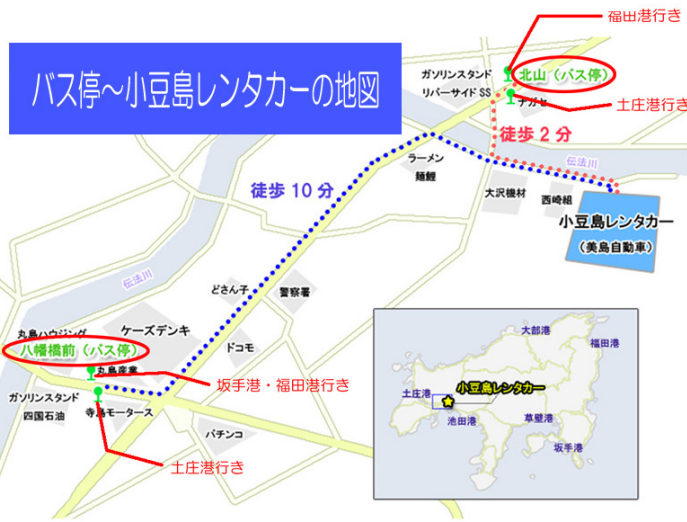 福田港行き
バス停～小豆島レンタカーの地図
ガソリンスタンド
リバーサイドSS
北山（バス停）
ナガセ
土庄港行き
徒歩２分
伝法川
ラーメン
麺鯉
徒歩10分
大沢機材
西崎組
小豆島レンタカー
（美島自動車）
伝法川
どさん子
警察署
丸島ハウジング
ケーズデンキ
ドコモ
八幡橋前（バス停）
丸島産業
坂手港・福田港行き
ガソリンスタンド
四国石油
寺島モータース
パチンコ
土庄港行き
大部港
福田港
土庄港
小豆島レンタカー
池田港
草壁港
坂手港